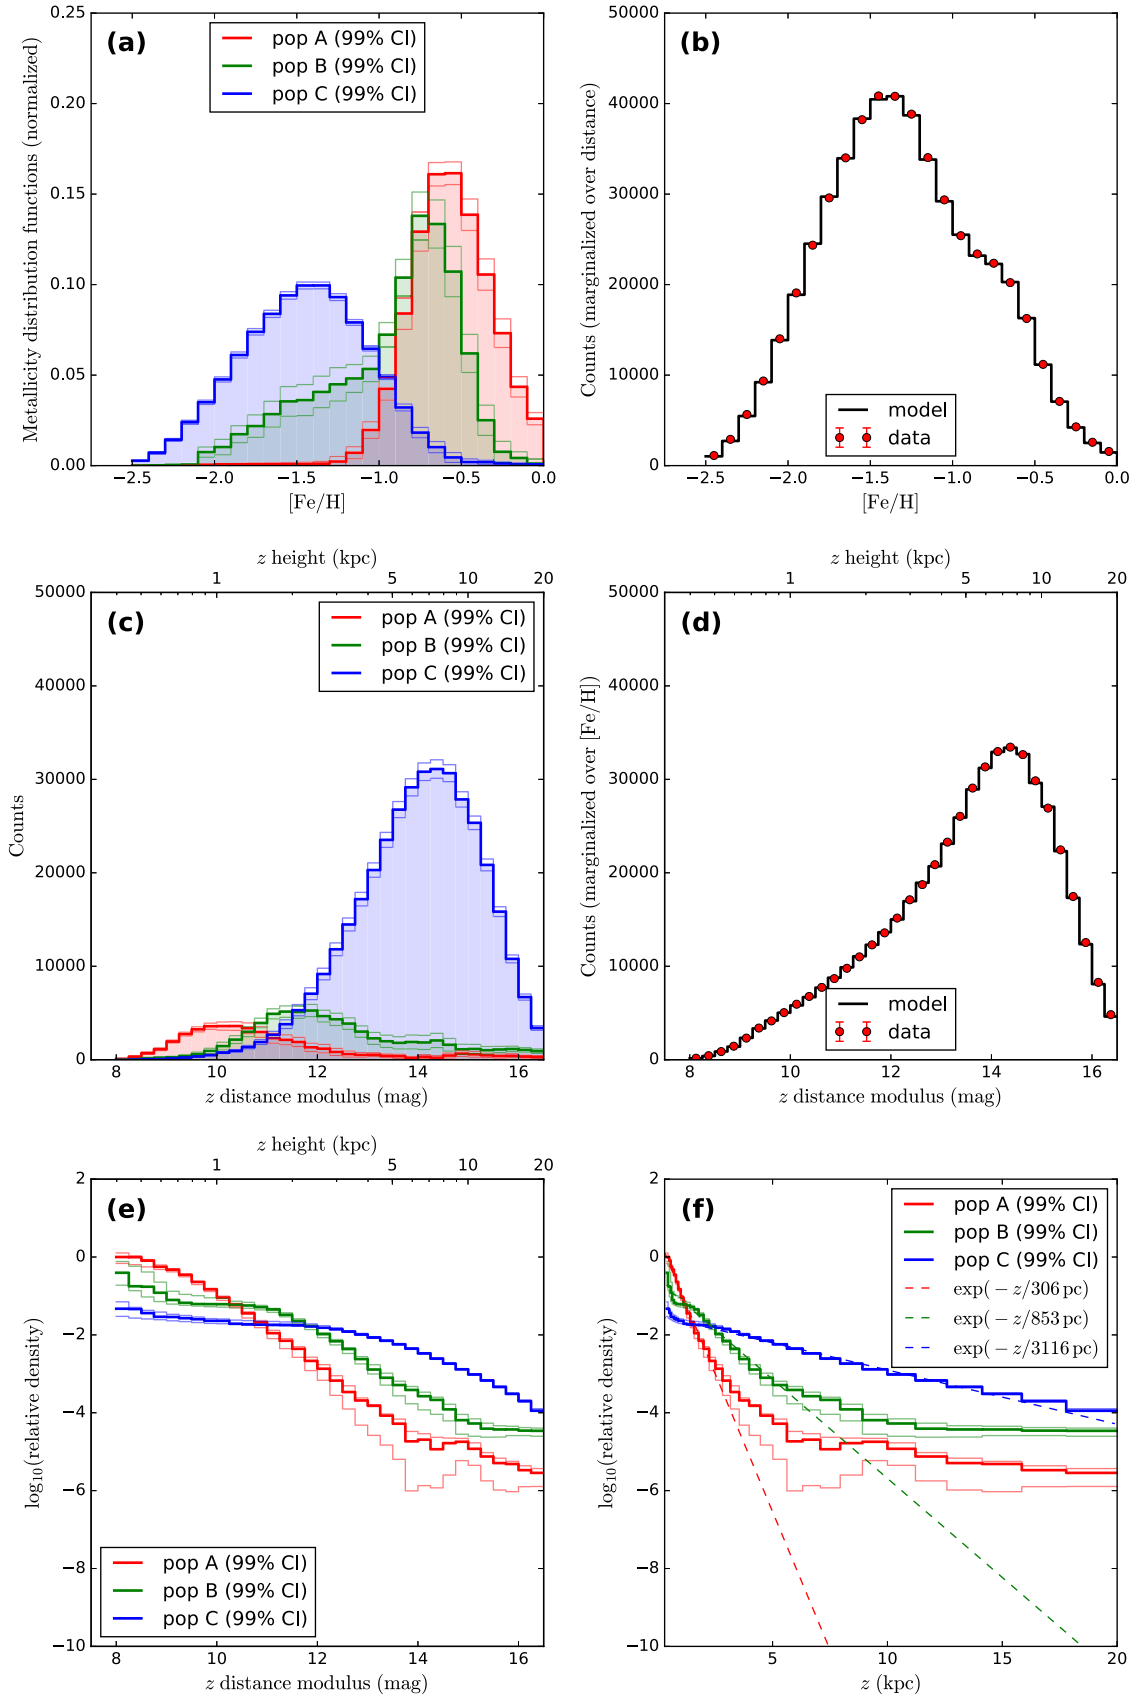 (a)
pop A (99% CI)
pop B (99% CI)
pop C (99% CI)
Metallicity distribution functions (normalized)
0.25
0.20
0.15
0.10
0.05
0.00
−2.5 −2.0 −1.5 −1.0 −0.5 0.0
[Fe/H]
(b)
model
data
Counts (marginalized over distance)
50000
40000
30000
20000
10000
0
−2.5 −2.0 −1.5 −1.0 −0.5 0.0
[Fe/H]
z height (kpc)
1 5 10 20
(c)
pop A (99% CI)
pop B (99% CI)
pop C (99% CI)
Counts
50000
40000
30000
20000
10000
0
8 10 12 14 16
z distance modulus (mag)
z height (kpc)
1 5 10 20
(d)
model
data
Counts (marginalized over [Fe/H])
50000
40000
30000
20000
10000
0
8 10 12 14 16
z distance modulus (mag)
z height (kpc)
1 5 10 20
(e)
pop A (99% CI)
pop B (99% CI)
pop C (99% CI)
log₁₀(relative density)
2
0
−2
−4
−6
−8
−10
8 10 12 14 16
z distance modulus (mag)
(f)
pop A (99% CI)
pop B (99% CI)
pop C (99% CI)
exp(−z/306 pc)
exp(−z/853 pc)
exp(−z/3116 pc)
log₁₀(relative density)
2
0
−2
−4
−6
−8
−10
5 10 15 20
z (kpc)